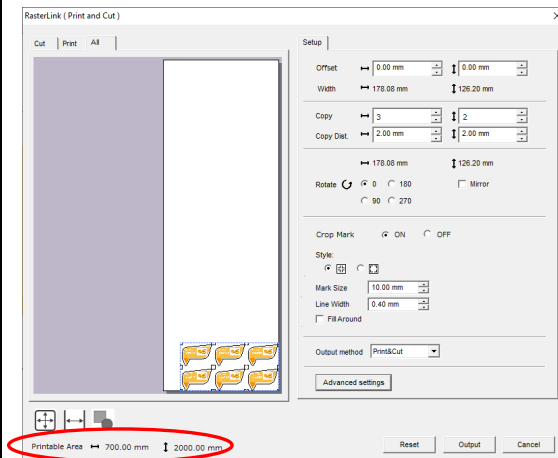 RasterLink ( Print and Cut )
Cut Print All
Setup
Offset 0.00 mm 0.00 mm
Width 178.08 mm 126.20 mm
Copy 3 2
Copy Dist. 2.00 mm 2.00 mm
178.08 mm 126.20 mm
Rotate 0 180 Mirror
90 270
Crop Mark ON OFF
Style:
Mark Size 10.00 mm
Line Width 0.40 mm
Fill Around
Output method Print&Cut
Advanced settings
Printable Area 700.00 mm 2000.00 mm
Reset Output Cancel